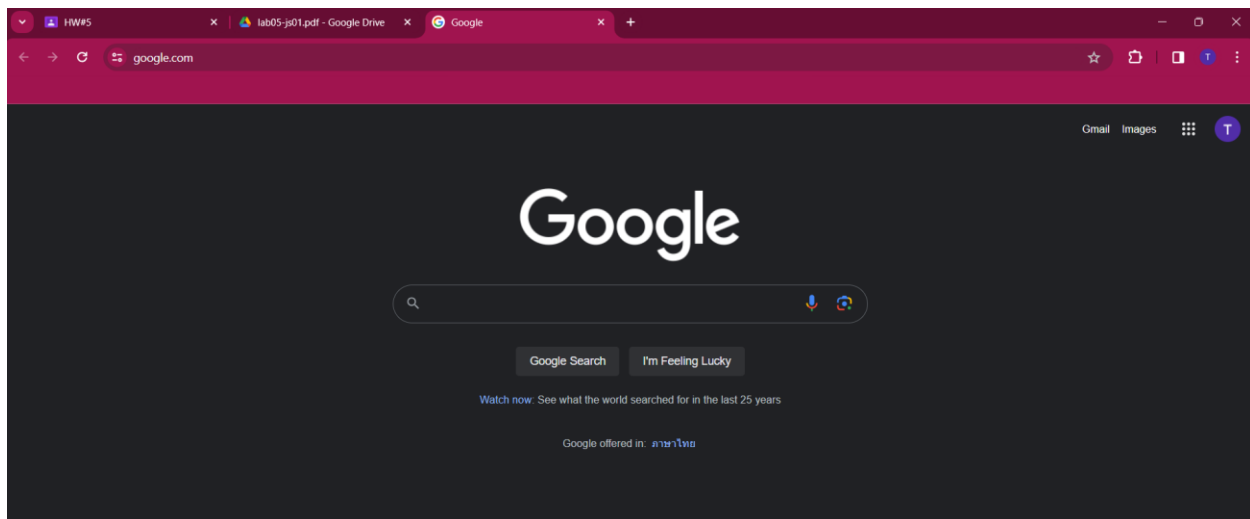 HW#5
lab05-js01.pdf - Google Drive
Google
google.com
T
Gmail Images T
Google
Google Search I'm Feeling Lucky
Watch now: See what the world searched for in the last 25 years
Google offered in: ภาษาไทย